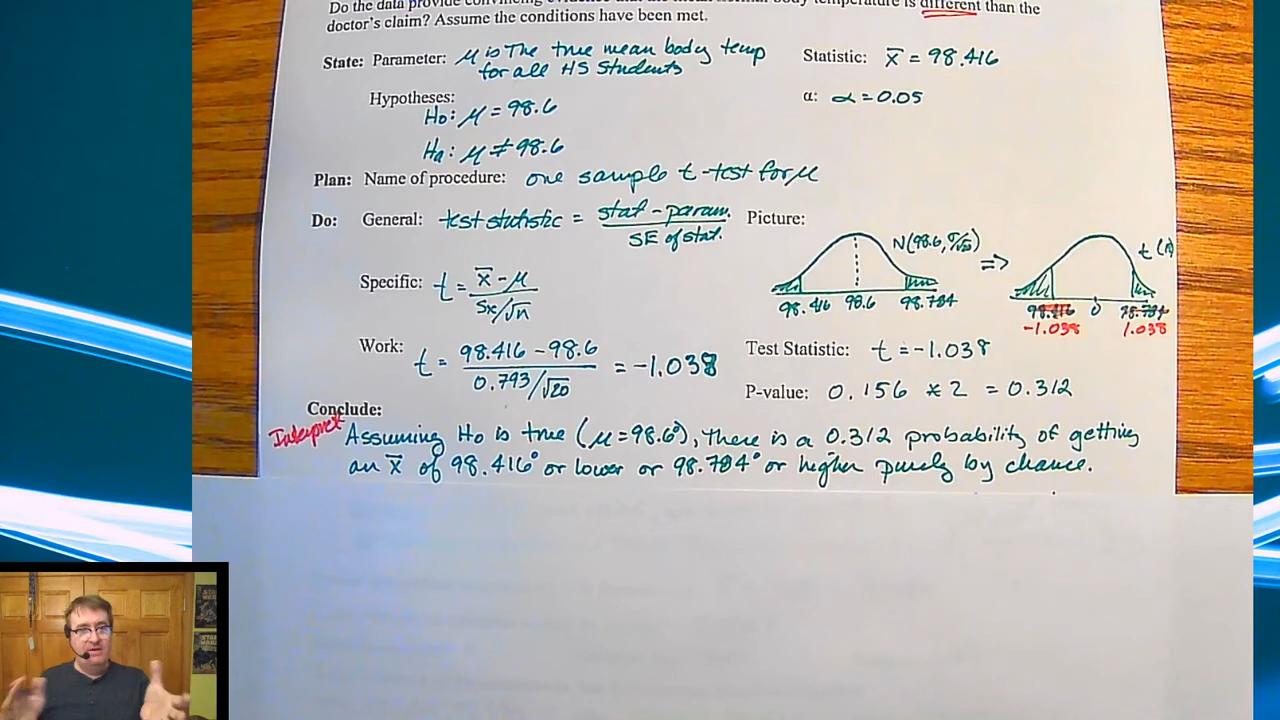 Do the data provide convincing evidence that the mean normal body temperature is different than the
doctor's claim? Assume the conditions have been met.
State: Parameter: μ is The true mean body temp
for all HS Students
Statistic: x̄ = 98.416
Hypotheses:
H₀: μ = 98.6
Hₐ: μ ≠ 98.6
α: α = 0.05
Plan: Name of procedure: one sample t-test for μ
Do: General: test statistic = stat - param. / SE of stat.
Picture:
N(98.6, σ/√20) ⇒
98.416 98.6 98.784
98.416 0 98.784
-1.038 1.038
Specific: t = x̄ - μ / Sx/√n
Work: t = 98.416 - 98.6 / 0.793/√20 = -1.038
Test Statistic: t = -1.038
P-value: 0.156 * 2 = 0.312
Conclude:
Interpret Assuming H₀ is true (μ = 98.6°), there is a 0.312 probability of getting
an x̄ of 98.416° or lower or 98.784° or higher purely by chance.